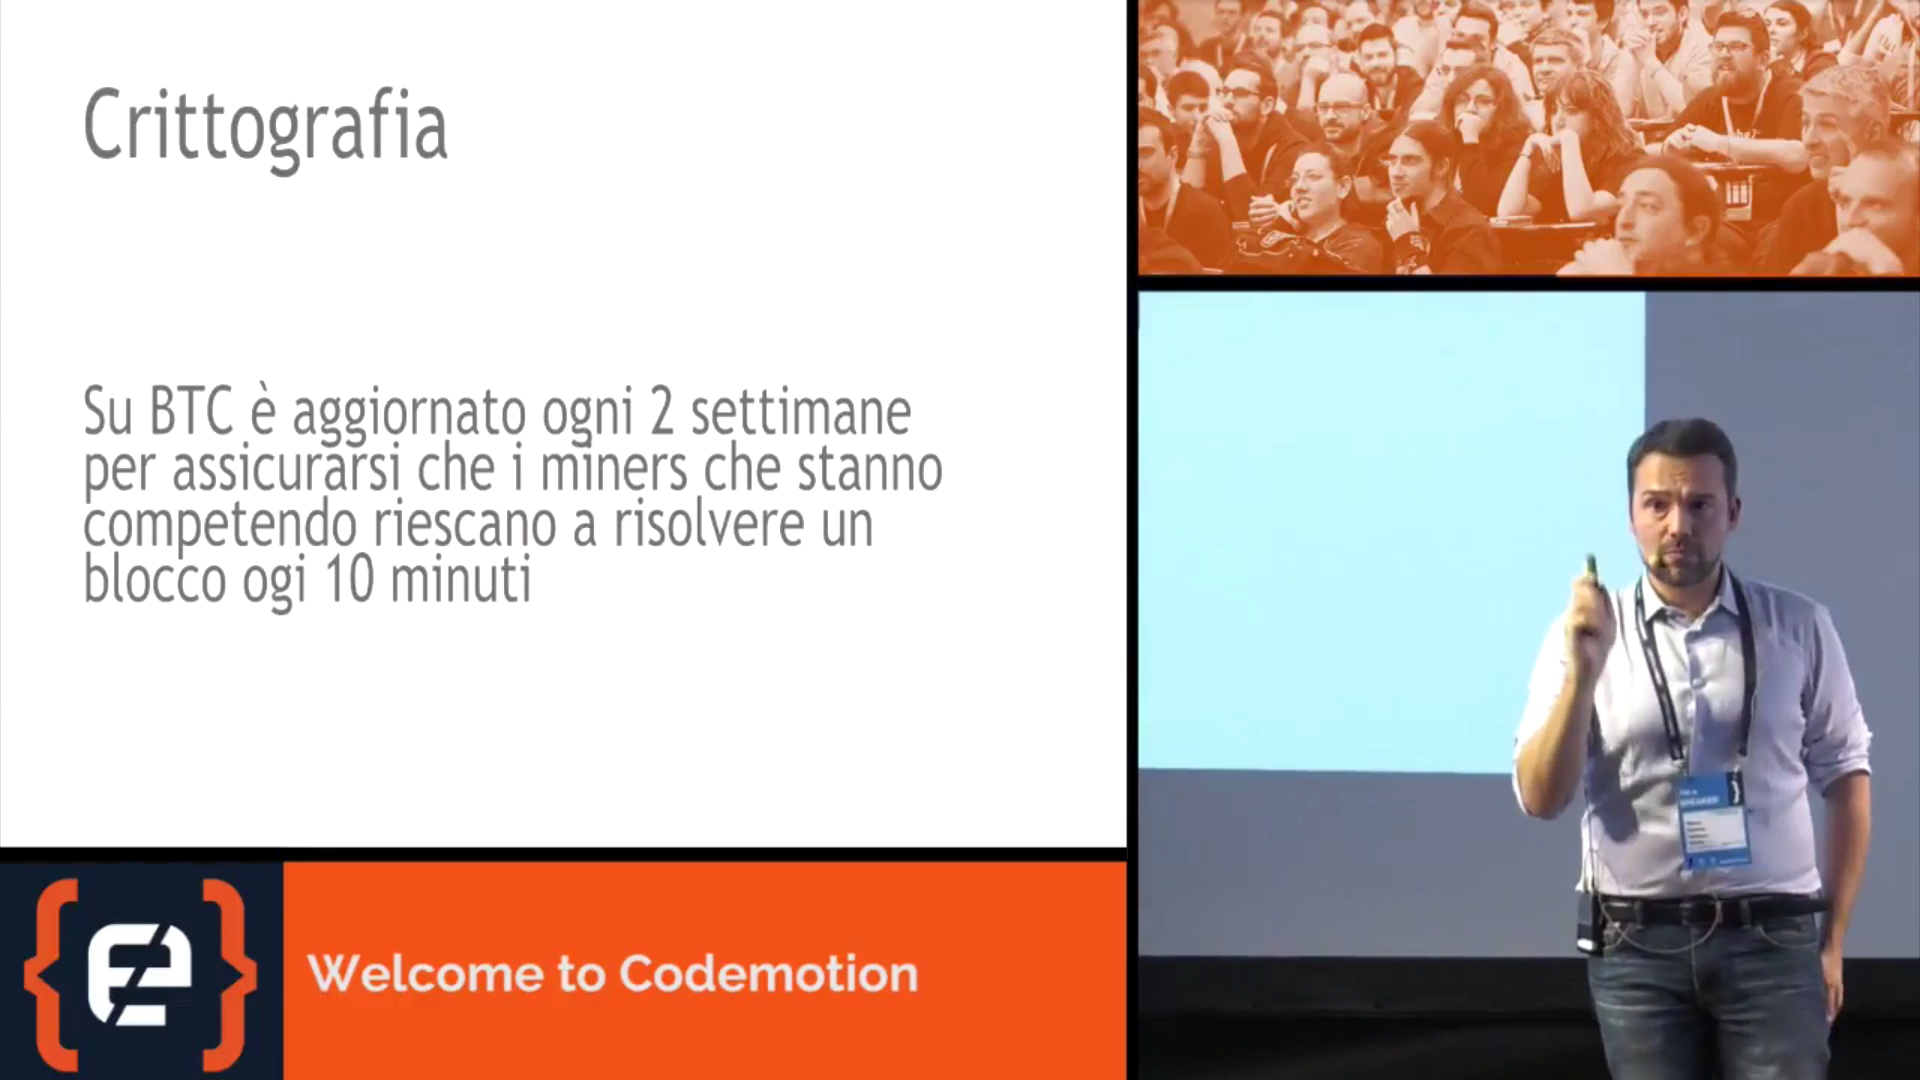 Crittografia
Su BTC è aggiornato ogni 2 settimane
per assicurarsi che i miners che stanno
competendo riescano a risolvere un
blocco ogi 10 minuti
Welcome to Codemotion
SPEAKER